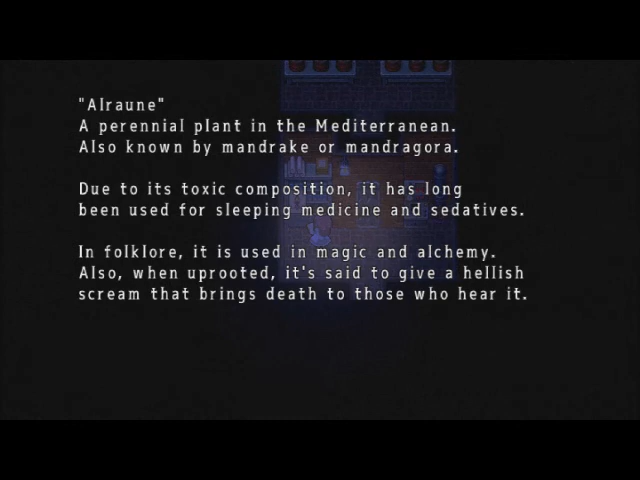 "Alraune"
A perennial plant in the Mediterranean.
Also known by mandrake or mandragora.
Due to its toxic composition, it has long
been used for sleeping medicine and sedatives.
In folklore, it is used in magic and alchemy.
Also, when uprooted, it's said to give a hellish
scream that brings death to those who hear it.